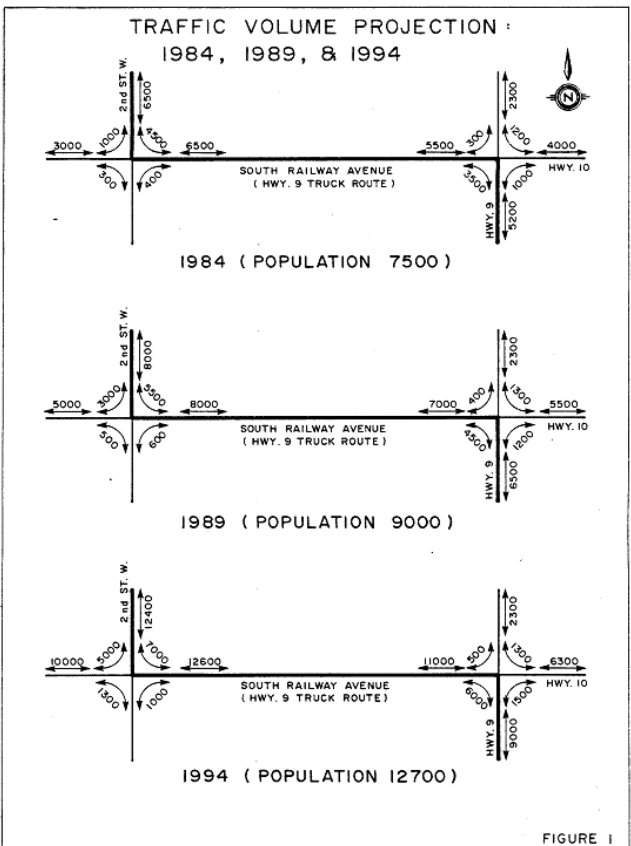 TRAFFIC VOLUME PROJECTION :
1984, 1989, & 1994
2nd ST. W.
6500
2300
N
3000
1000
4500
6500
5500
300
1200
4000
300
400
SOUTH RAILWAY AVENUE
( HWY. 9 TRUCK ROUTE )
3500
1000
HWY. 10
HWY. 9
5200
1984 ( POPULATION 7500 )
2nd ST. W.
8000
2300
5000
3000
5500
8000
7000
400
1300
5500
500
600
SOUTH RAILWAY AVENUE
( HWY. 9 TRUCK ROUTE )
4500
1200
HWY. 10
HWY. 9
6500
1989 ( POPULATION 9000 )
2nd ST. W.
12400
2300
10000
5000
7000
12600
11000
500
1300
6300
1300
1000
SOUTH RAILWAY AVENUE
( HWY. 9 TRUCK ROUTE )
6000
1500
HWY. 10
HWY. 9
9000
1994 ( POPULATION 12700 )
FIGURE 1